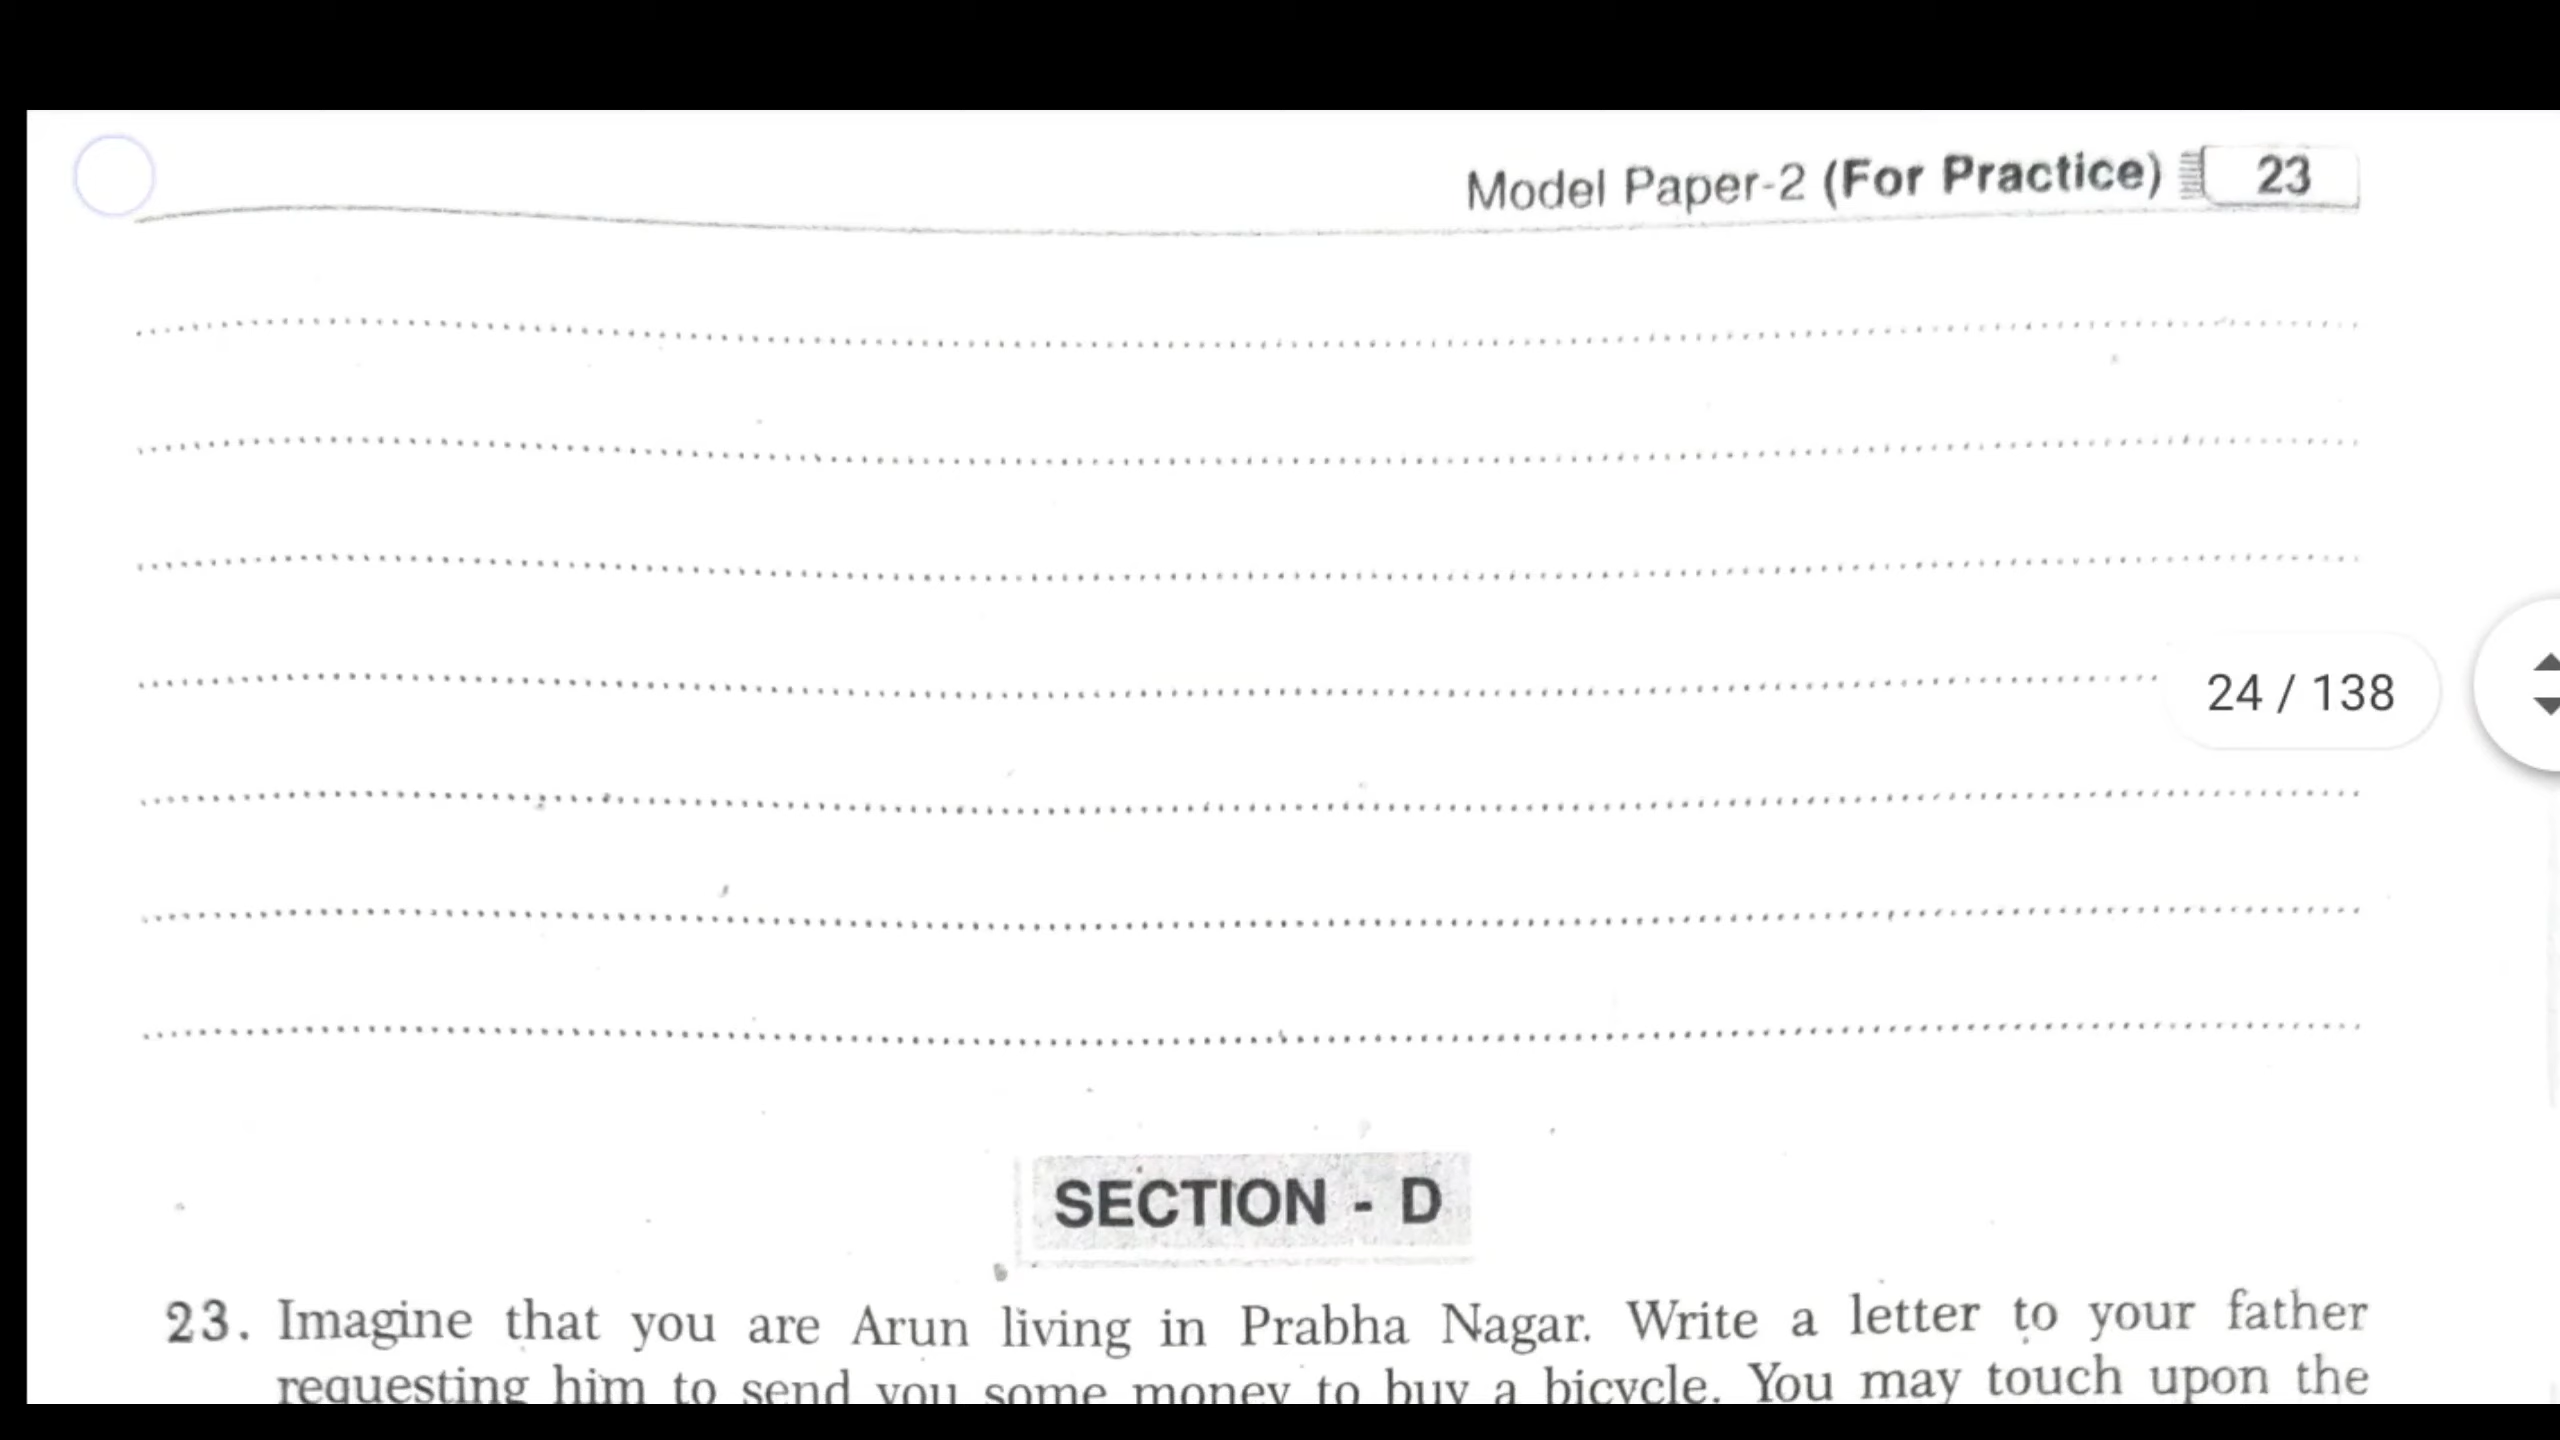 Model Paper-2 (For Practice) 23
24 / 138
SECTION - D
23. Imagine that you are Arun living in Prabha Nagar. Write a letter to your father
requesting him to send you some money to buy a bicycle. You may touch upon the